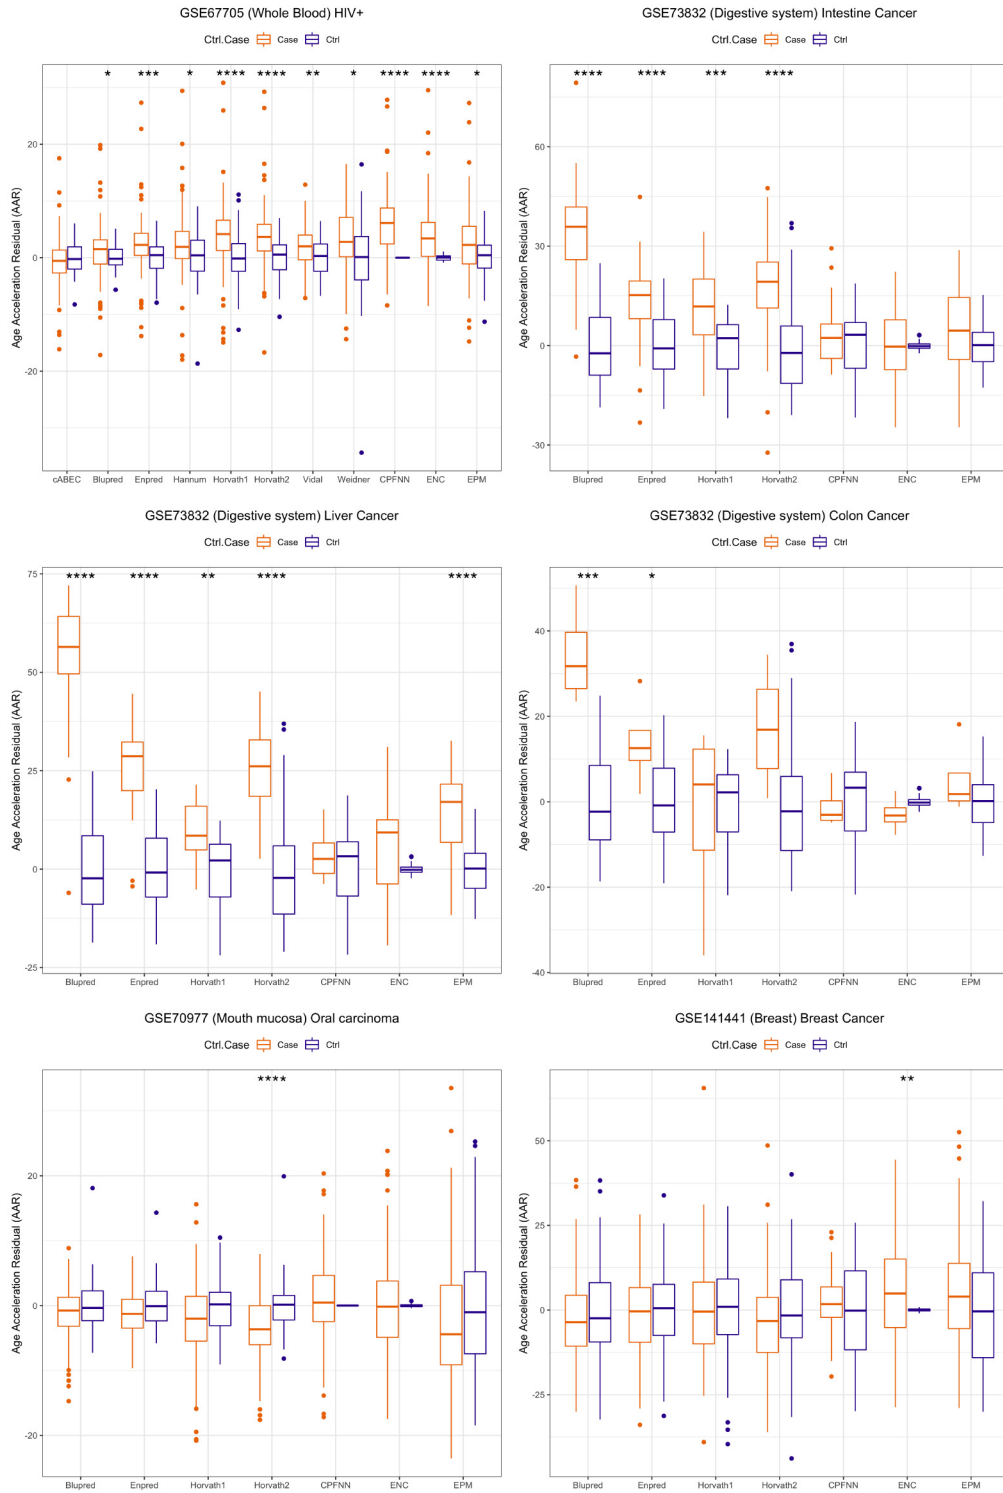 GSE67705 (Whole Blood) HIV+
Ctrl.Case Case Ctrl
* *** * **** **** ** * **** **** *
Age Acceleration Residual (AAR)
20
0
-20
cABEC Blupred Enpred Hannum Horvath1 Horvath2 Vidal Weidner CPFNN ENC EPM
GSE73832 (Digestive system) Intestine Cancer
Ctrl.Case Case Ctrl
**** **** *** ****
Age Acceleration Residual (AAR)
60
30
0
-30
Blupred Enpred Horvath1 Horvath2 CPFNN ENC EPM
GSE73832 (Digestive system) Liver Cancer
Ctrl.Case Case Ctrl
**** **** ** **** ****
Age Acceleration Residual (AAR)
75
50
25
0
-25
Blupred Enpred Horvath1 Horvath2 CPFNN ENC EPM
GSE73832 (Digestive system) Colon Cancer
Ctrl.Case Case Ctrl
*** *
Age Acceleration Residual (AAR)
40
20
0
-20
-40
Blupred Enpred Horvath1 Horvath2 CPFNN ENC EPM
GSE70977 (Mouth mucosa) Oral carcinoma
Ctrl.Case Case Ctrl
****
Age Acceleration Residual (AAR)
20
0
-20
Blupred Enpred Horvath1 Horvath2 CPFNN ENC EPM
GSE141441 (Breast) Breast Cancer
Ctrl.Case Case Ctrl
**
Age Acceleration Residual (AAR)
50
25
0
-25
Blupred Enpred Horvath1 Horvath2 CPFNN ENC EPM